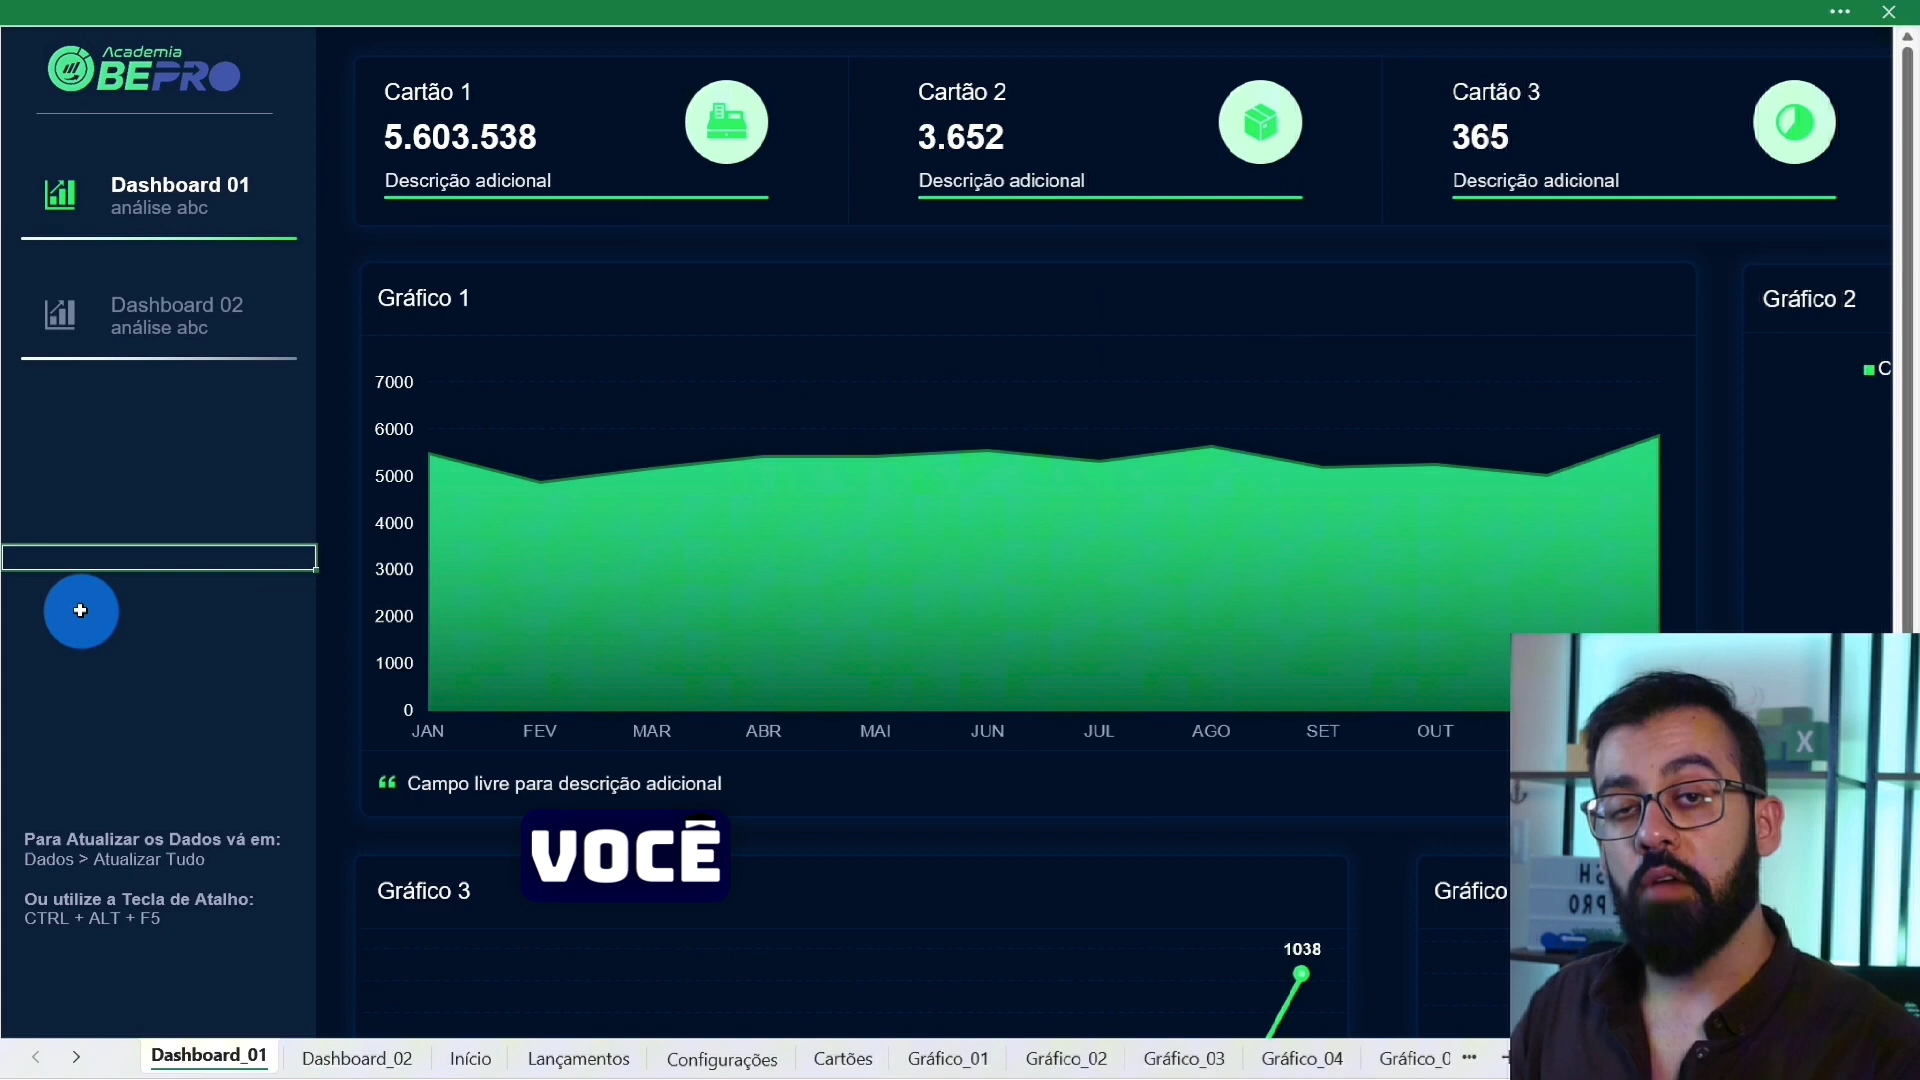 Academia
BEPRO
Dashboard 01
análise abc
Dashboard 02
análise abc
Para Atualizar os Dados vá em:
Dados > Atualizar Tudo
Ou utilize a Tecla de Atalho:
CTRL + ALT + F5
Cartão 1
5.603.538
Descrição adicional
Cartão 2
3.652
Descrição adicional
Cartão 3
365
Descrição adicional
Gráfico 1
7000
6000
5000
4000
3000
2000
1000
0
JAN FEV MAR ABR MAI JUN JUL AGO SET OUT
Campo livre para descrição adicional
Gráfico 2
C
VOCÊ
Gráfico 3
1038
Gráfico
X
Dashboard_01 Dashboard_02 Início Lançamentos Configurações Cartões Gráfico_01 Gráfico_02 Gráfico_03 Gráfico_04 Gráfico_0